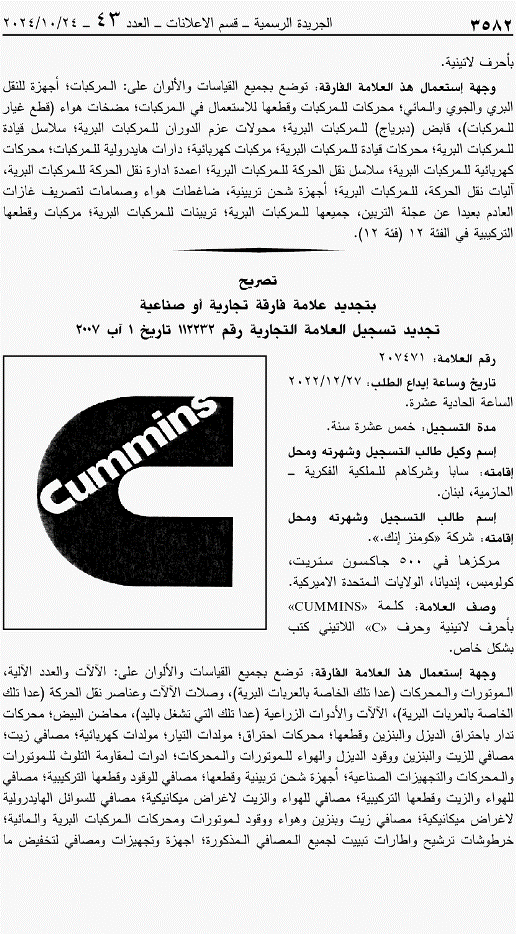 ٣٥٨٢ الجريدة الرسمية ــ قسم الاعلانات ــ العدد ٤٣ ــ ٢٠٢٤/١٠/٢٤
بأحرف لاتينية.
وجهة إستعمال هذ العلامة الفارقة: توضع بجميع القياسات والألوان على: المركبات؛ أجهزة للنقل
البري والجوي والمائي؛ محركات للمركبات وقطعها للاستعمال في المركبات؛ مضخات هواء (قطع غيار
للمركبات)، قابض (دبرياج) للمركبات البرية؛ محولات عزم الدوران للمركبات البرية؛ سلاسل قيادة
للمركبات البرية؛ محركات قيادة للمركبات البرية؛ مركبات كهربائية؛ دارات هايدرولية للمركبات؛ محركات
كهربائية للمركبات البرية؛ سلاسل نقل الحركة للمركبات البرية؛ اعمدة ادارة نقل الحركة للمركبات البرية،
آليات نقل الحركة، للمركبات البرية؛ أجهزة شحن تربينية، ضاغطات هواء وصمامات لتصريف غازات
العادم بعيدا عن عجلة التربين، جميعها للمركبات البرية؛ تربينات للمركبات البرية؛ مركبات وقطعها
التركيبية في الفئة ١٢ (فئة ١٢).
تصريح
بتجديد علامة فارقة تجارية أو صناعية
تجديد تسجيل العلامة التجارية رقم ١١٢٢٣٢ تاريخ ١ آب ٢٠٠٧
رقم العلامة: ٢٠٧٤٧١
تاريخ وساعة إيداع الطلب: ٢٠٢٢/١٢/٢٧
الساعة الحادية عشرة.
مدة التسجيل: خمس عشرة سنة.
إسم وكيل طالب التسجيل وشهرته ومحل
إقامته: سابا وشركاهم للملكية الفكرية ــ
الحازمية، لبنان.
إسم طالب التسجيل وشهرته ومحل
إقامته: شركة «كومنز إنك.».
مركزها في ٥٠٠ جاكسون ستريت،
كولومبس، إنديانا، الولايات المتحدة الاميركية.
وصف العلامة: كلمة «CUMMINS»
بأحرف لاتينية وحرف «C» اللاتيني كتب
بشكل خاص.
Cummins
وجهة إستعمال هذ العلامة الفارقة: توضع بجميع القياسات والألوان على: الآلات والعدد الآلية،
الموتورات والمحركات (عدا تلك الخاصة بالعربات البرية)، وصلات الآلات وعناصر نقل الحركة (عدا تلك
الخاصة بالعربات البرية)، الآلات والأدوات الزراعية (عدا تلك التي تشغل باليد)، محاضن البيض؛ محركات
تدار باحتراق الديزل والبنزين وقطعها؛ محركات احتراق؛ مولدات التيار؛ مولدات كهربائية؛ مصافي زيت؛
مصافي للزيت والبنزين ووقود الديزل والهواء للموتورات والمحركات؛ ادوات لمقاومة التلوث للموتورات
والمحركات والتجهيزات الصناعية؛ أجهزة شحن تربينية وقطعها؛ مصافي للوقود وقطعها التركيبية؛ مصافي
للهواء والزيت وقطعها التركيبية؛ مصافي للهواء والزيت لاغراض ميكانيكية؛ مصافي للسوائل الهايدرولية
لاغراض ميكانيكية؛ مصافي زيت وبنزين وهواء ووقود لموتورات ومحركات المركبات البرية والمائية؛
خرطوشات ترشيح واطارات تبييت لجميع المصافي المذكورة؛ اجهزة وتجهيزات ومصافي لتخفيض ما